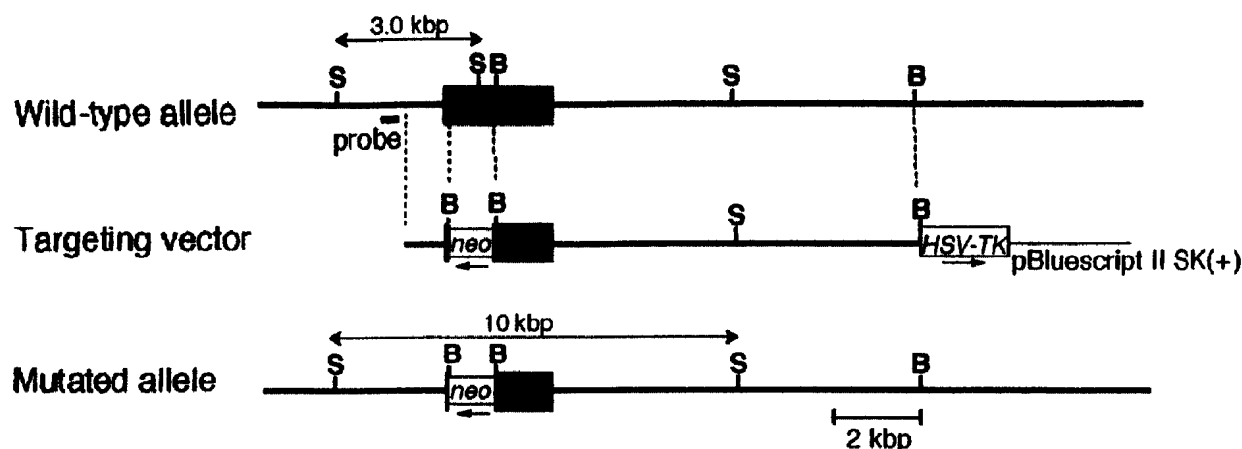 3.0 kbp
S
S B
S
B
Wild-type allele
probe
B
B
S
B
Targeting vector
neo
HSV-TK
pBluescript II SK(+)
10 kbp
S
B
B
S
B
Mutated allele
neo
2 kbp